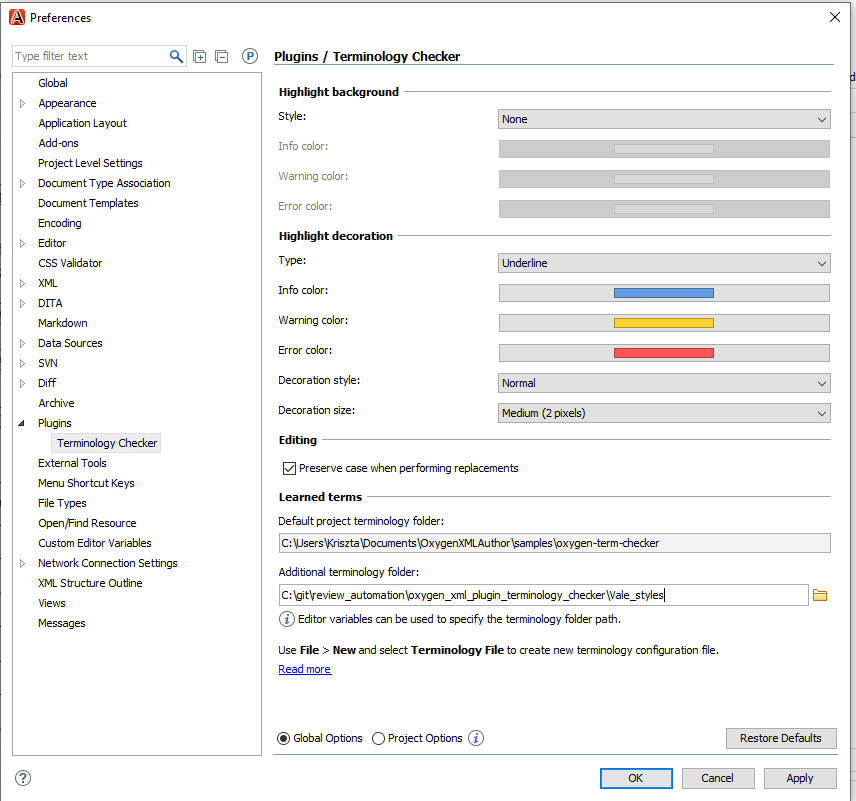 Preferences
Type filter text
P
Global
Appearance
Application Layout
Add-ons
Project Level Settings
Document Type Association
Document Templates
Encoding
Editor
CSS Validator
XML
DITA
Markdown
Data Sources
SVN
Diff
Archive
Plugins
Terminology Checker
External Tools
Menu Shortcut Keys
File Types
Open/Find Resource
Custom Editor Variables
Network Connection Settings
XML Structure Outline
Views
Messages
Plugins / Terminology Checker
Highlight background
Style: None
Info color:
Warning color:
Error color:
Highlight decoration
Type: Underline
Info color:
Warning color:
Error color:
Decoration style: Normal
Decoration size: Medium (2 pixels)
Editing
Preserve case when performing replacements
Learned terms
Default project terminology folder:
C:\Users\Kriszta\Documents\OxygenXMLAuthor\samples\oxygen-term-checker
Additional terminology folder:
C:\git\review_automation\oxygen_xml_plugin_terminology_checker\Vale_styles
Editor variables can be used to specify the terminology folder path.
Use File > New and select Terminology File to create new terminology configuration file.
Read more
Global Options Project Options Restore Defaults
? OK Cancel Apply